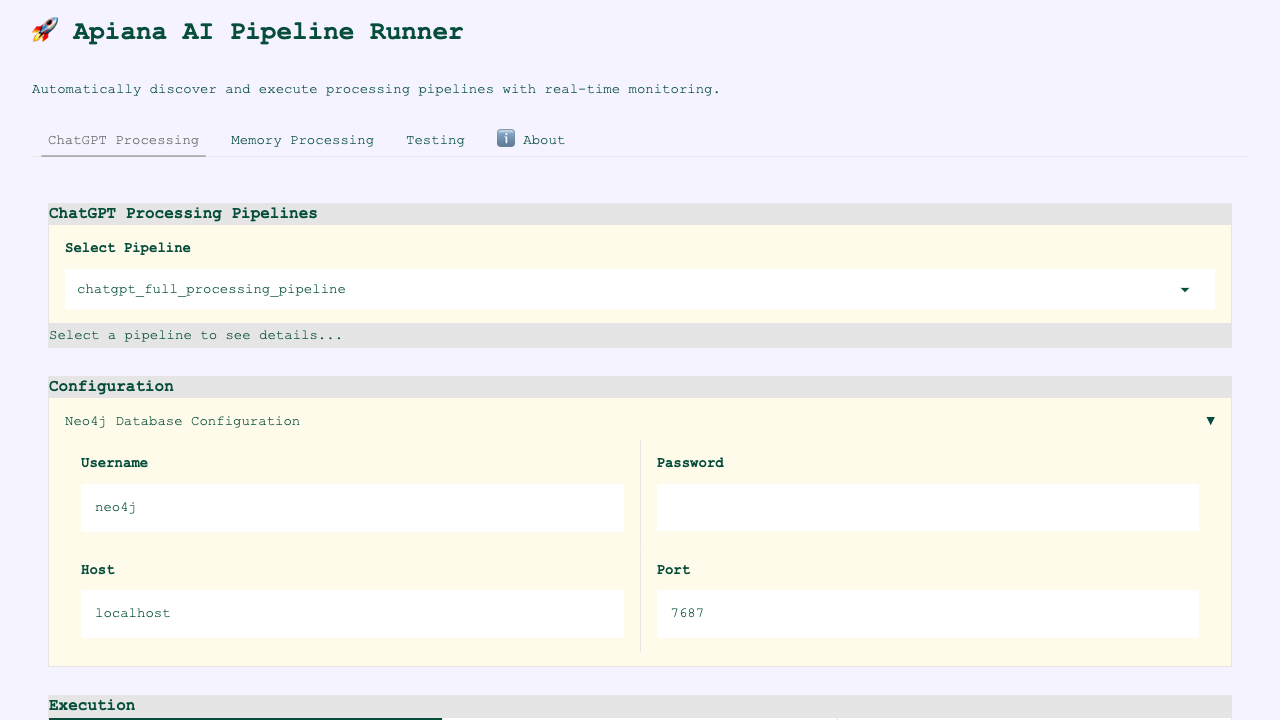 🚀 Apiana AI Pipeline Runner
Automatically discover and execute processing pipelines with real-time monitoring.
ChatGPT Processing Memory Processing Testing ℹ️ About
ChatGPT Processing Pipelines
Select Pipeline
chatgpt_full_processing_pipeline
Select a pipeline to see details...
Configuration
Neo4j Database Configuration ▼
Username Password
neo4j
Host Port
localhost 7687
Execution